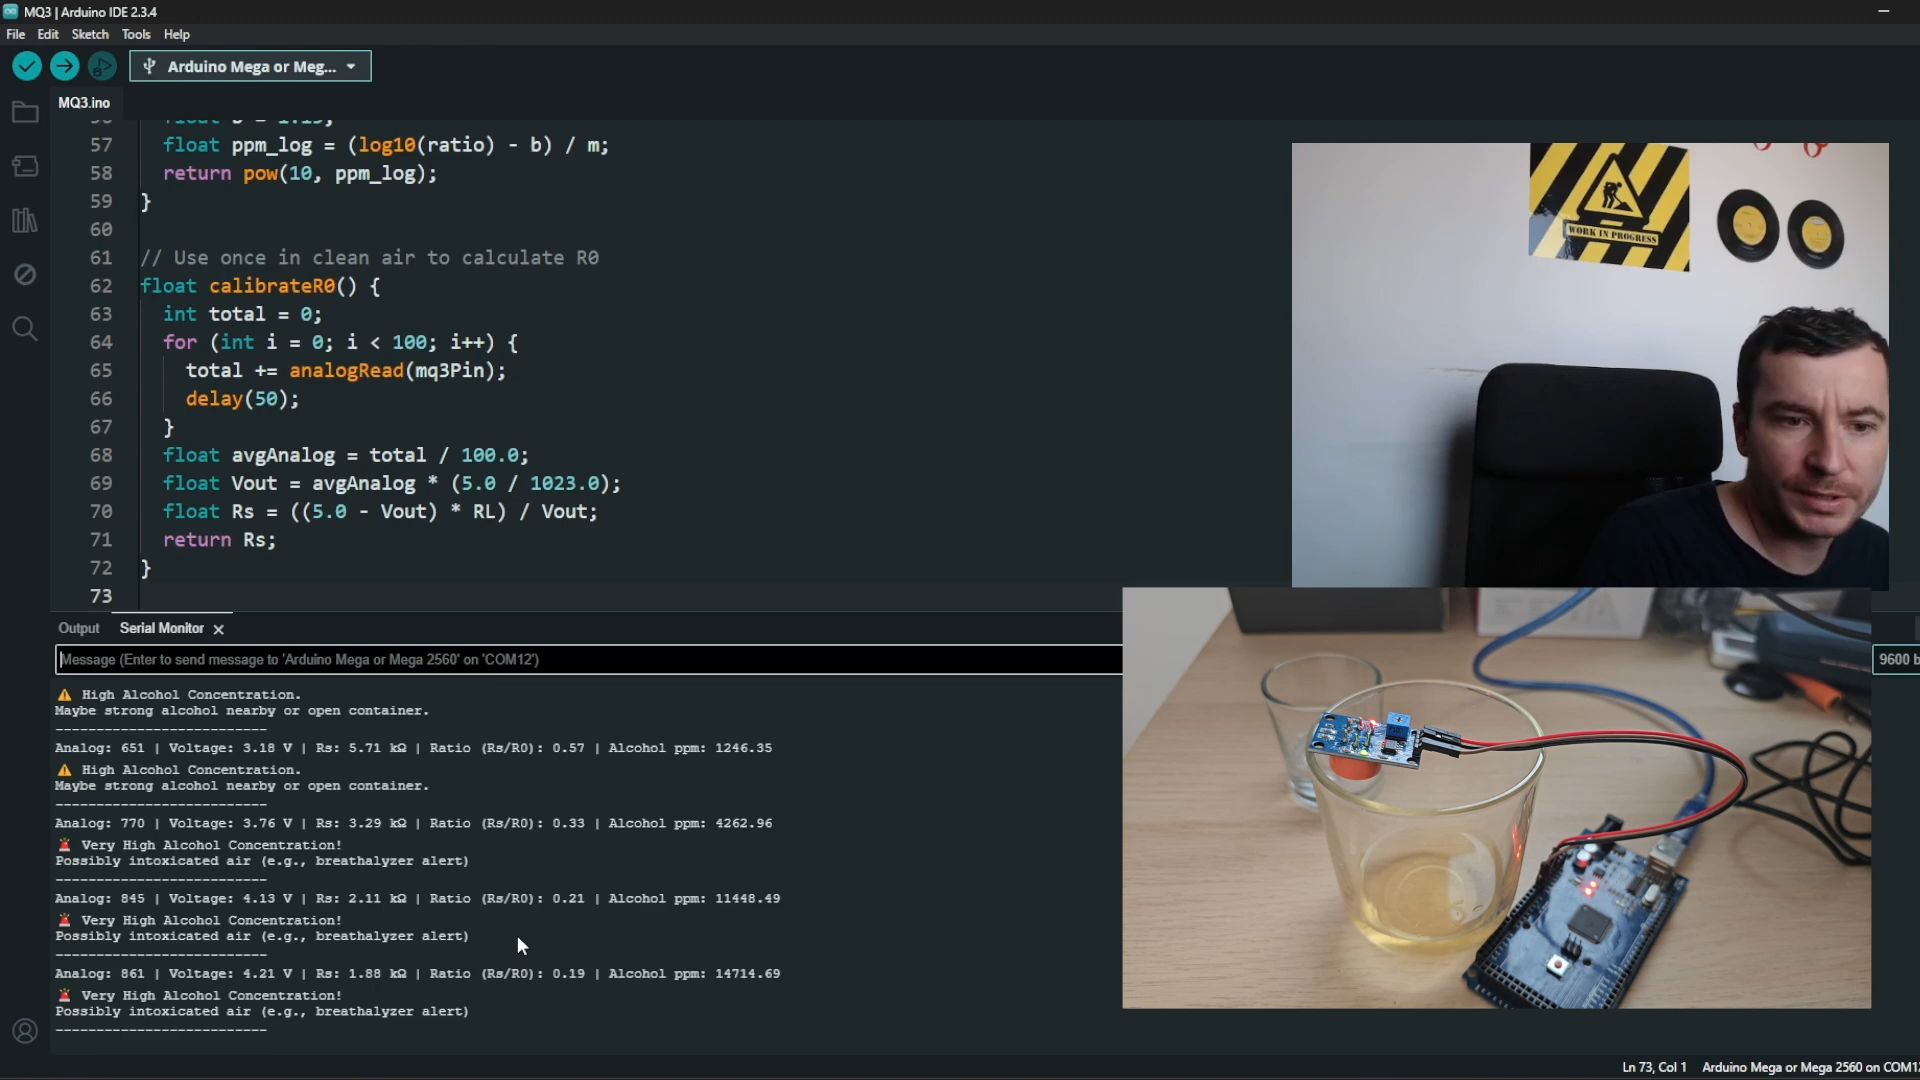 MQ3 | Arduino IDE 2.3.4
File Edit Sketch Tools Help
Arduino Mega or Meg...
MQ3.ino
57 float ppm_log = (log10(ratio) - b) / m;
58 return pow(10, ppm_log);
59 }
60
61 // Use once in clean air to calculate R0
62 float calibrateR0() {
63 int total = 0;
64 for (int i = 0; i < 100; i++) {
65 total += analogRead(mq3Pin);
66 delay(50);
67 }
68 float avgAnalog = total / 100.0;
69 float Vout = avgAnalog * (5.0 / 1023.0);
70 float Rs = ((5.0 - Vout) * RL) / Vout;
71 return Rs;
72 }
73
WORK IN PROGRESS
Output Serial Monitor
Message (Enter to send message to 'Arduino Mega or Mega 2560' on 'COM12')
9600 b
⚠ High Alcohol Concentration.
Maybe strong alcohol nearby or open container.
--------------------------
Analog: 651 | Voltage: 3.18 V | Rs: 5.71 kΩ | Ratio (Rs/R0): 0.57 | Alcohol ppm: 1246.35
⚠ High Alcohol Concentration.
Maybe strong alcohol nearby or open container.
--------------------------
Analog: 770 | Voltage: 3.76 V | Rs: 3.29 kΩ | Ratio (Rs/R0): 0.33 | Alcohol ppm: 4262.96
🚨 Very High Alcohol Concentration!
Possibly intoxicated air (e.g., breathalyzer alert)
--------------------------
Analog: 845 | Voltage: 4.13 V | Rs: 2.11 kΩ | Ratio (Rs/R0): 0.21 | Alcohol ppm: 11448.49
🚨 Very High Alcohol Concentration!
Possibly intoxicated air (e.g., breathalyzer alert)
--------------------------
Analog: 861 | Voltage: 4.21 V | Rs: 1.88 kΩ | Ratio (Rs/R0): 0.19 | Alcohol ppm: 14714.69
🚨 Very High Alcohol Concentration!
Possibly intoxicated air (e.g., breathalyzer alert)
--------------------------
Ln 73, Col 1 Arduino Mega or Mega 2560 on COM12